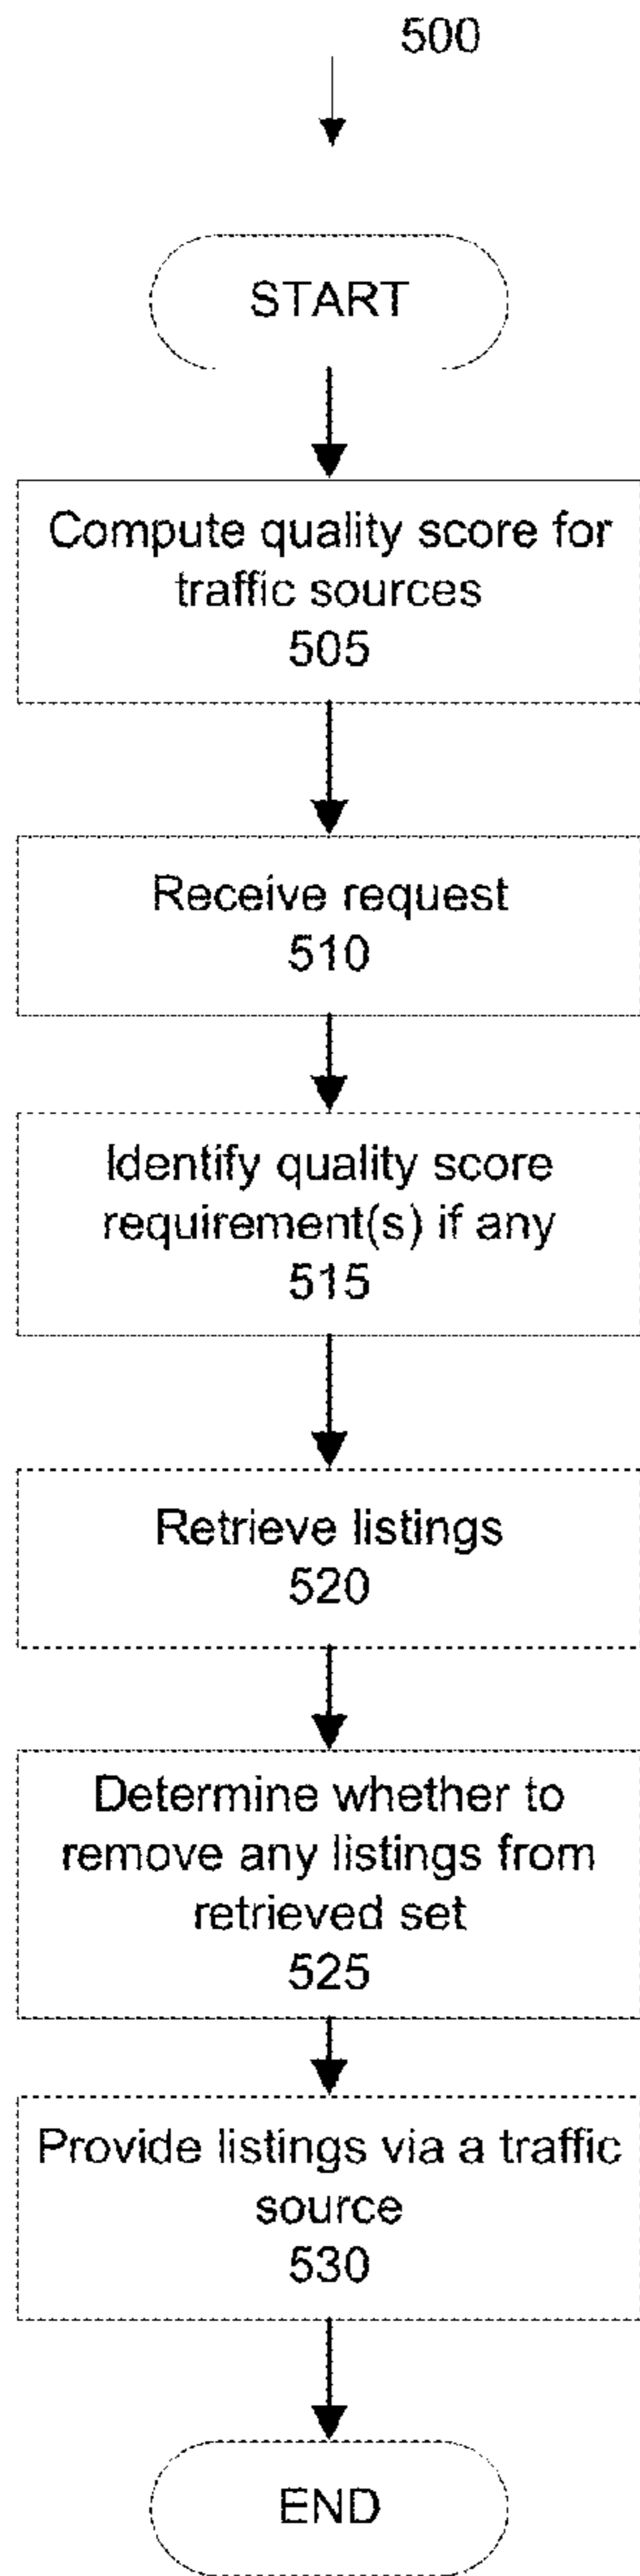 500
START
Compute quality score for
traffic sources
505
Receive request
510
Identify quality score
requirement(s) if any
515
Retrieve listings
520
Determine whether to
remove any listings from
retrieved set
525
Provide listings via a traffic
source
530
END